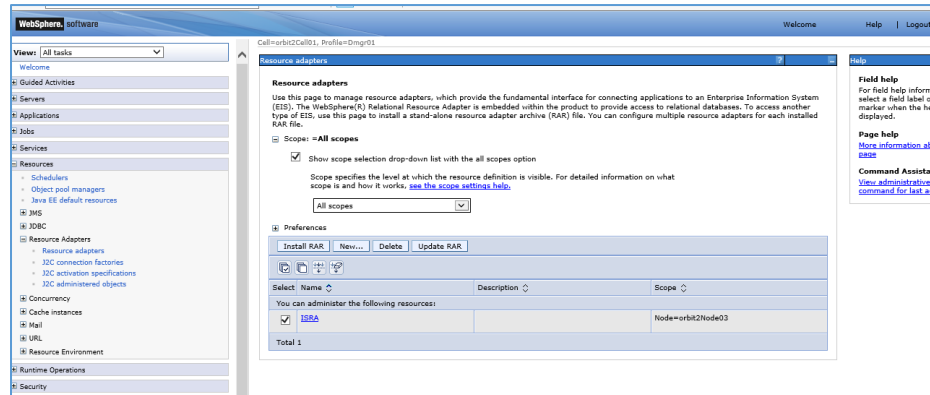 WebSphere. software
Welcome
Help | Logout
Cell=orbit2Cell01, Profile=Dmgr01
View: All tasks
Welcome
Guided Activities
Servers
Applications
Jobs
Services
Resources
Schedulers
Object pool managers
Java EE default resources
JMS
JDBC
Resource Adapters
Resource adapters
J2C connection factories
J2C activation specifications
J2C administered objects
Concurrency
Cache instances
Mail
URL
Resource Environment
Runtime Operations
Security
Resource adapters
? -
Resource adapters
Use this page to manage resource adapters, which provide the fundamental interface for connecting applications to an Enterprise Information System
(EIS). The WebSphere(R) Relational Resource Adapter is embedded within the product to provide access to relational databases. To access another
type of EIS, use this page to install a stand-alone resource adapter archive (RAR) file. You can configure multiple resource adapters for each installed
RAR file.
Scope: =All scopes
Show scope selection drop-down list with the all scopes option
Scope specifies the level at which the resource definition is visible. For detailed information on what
scope is and how it works, see the scope settings help.
All scopes
Preferences
Install RAR New... Delete Update RAR
Select Name Description Scope
You can administer the following resources:
ISRA Node=orbit2Node03
Total 1
Help
Field help
For field help inform
select a field label o
marker when the he
displayed.
Page help
More information ab
page
Command Assista
View administrative
command for last a